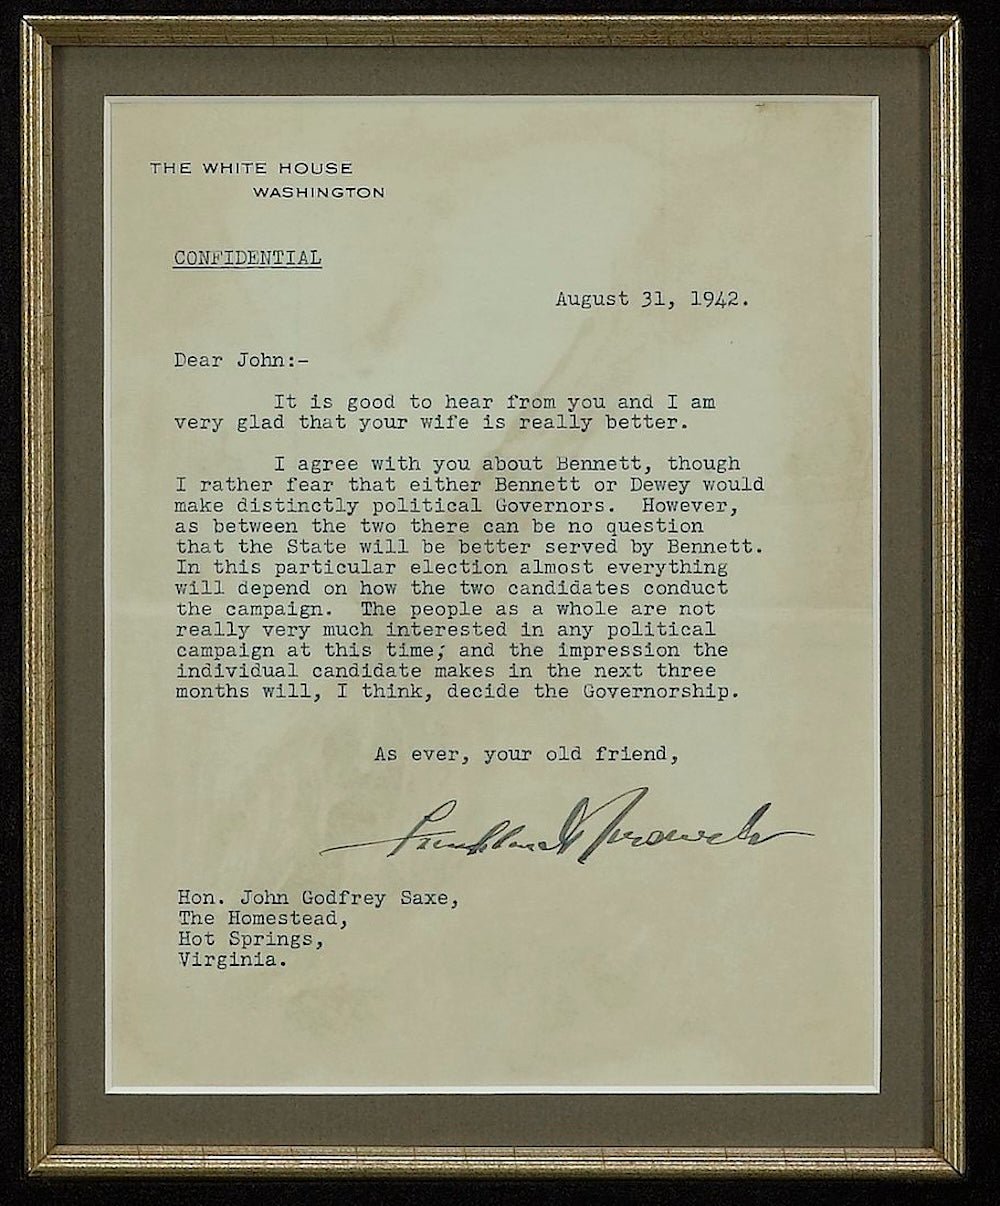 THE WHITE HOUSE
WASHINGTON
CONFIDENTIAL
August 31, 1942.
Dear John:-
It is good to hear from you and I am
very glad that your wife is really better.
I agree with you about Bennett, though
I rather fear that either Bennett or Dewey would
make distinctly political Governors. However,
as between the two there can be no question
that the State will be better served by Bennett.
In this particular election almost everything
will depend on how the two candidates conduct
the campaign. The people as a whole are not
really very much interested in any political
campaign at this time; and the impression the
individual candidate makes in the next three
months will, I think, decide the Governorship.
As ever, your old friend,
Franklin D Roosevelt
Hon. John Godfrey Saxe,
The Homestead,
Hot Springs,
Virginia.